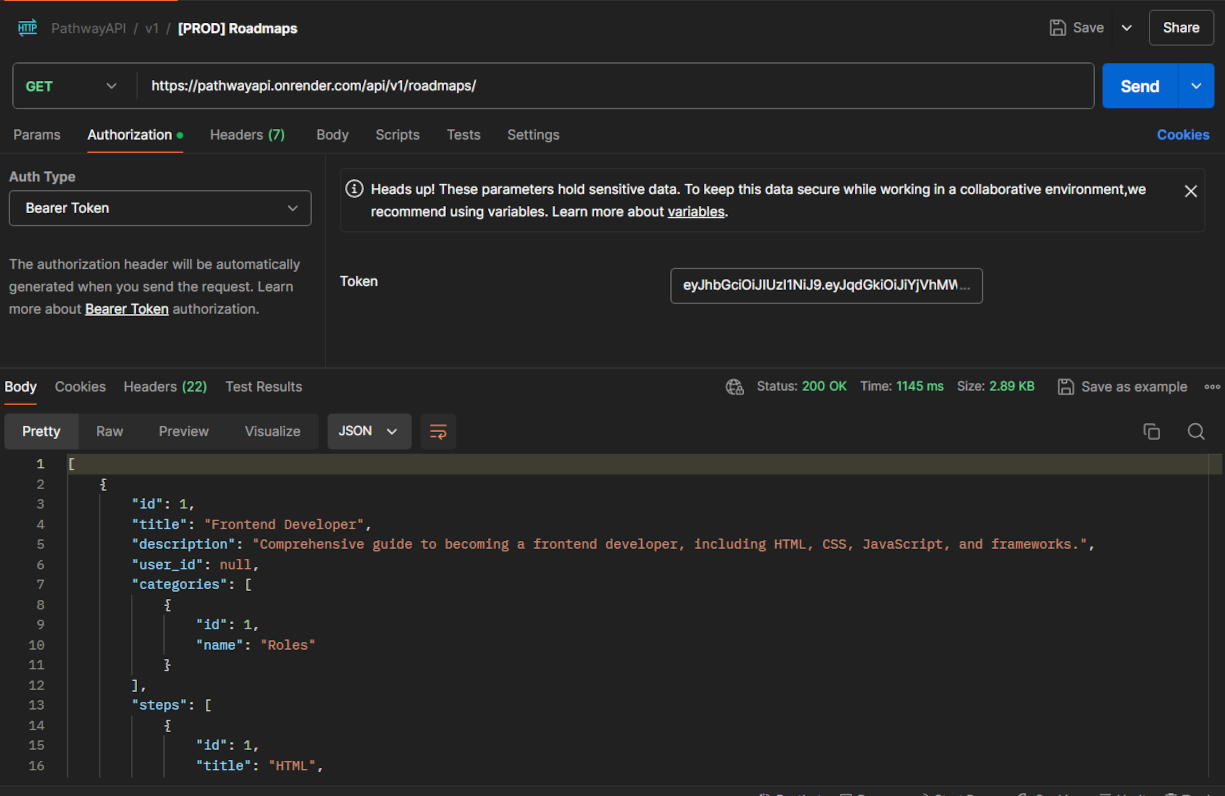 HTTP PathwayAPI / v1 / [PROD] Roadmaps Save Share
GET https://pathwayapi.onrender.com/api/v1/roadmaps/ Send
Params Authorization Headers (7) Body Scripts Tests Settings Cookies
Auth Type
Bearer Token
The authorization header will be automatically
generated when you send the request. Learn
more about Bearer Token authorization.
Heads up! These parameters hold sensitive data. To keep this data secure while working in a collaborative environment,we
recommend using variables. Learn more about variables.
Token eyJhbGciOiJIUzI1NiJ9.eyJqdGkiOiJiYjVhMW...
Body Cookies Headers (22) Test Results Status: 200 OK Time: 1145 ms Size: 2.89 KB Save as example
Pretty Raw Preview Visualize JSON
1 [
2 {
3 "id": 1,
4 "title": "Frontend Developer",
5 "description": "Comprehensive guide to becoming a frontend developer, including HTML, CSS, JavaScript, and frameworks.",
6 "user_id": null,
7 "categories": [
8 {
9 "id": 1,
10 "name": "Roles"
11 }
12 ],
13 "steps": [
14 {
15 "id": 1,
16 "title": "HTML",